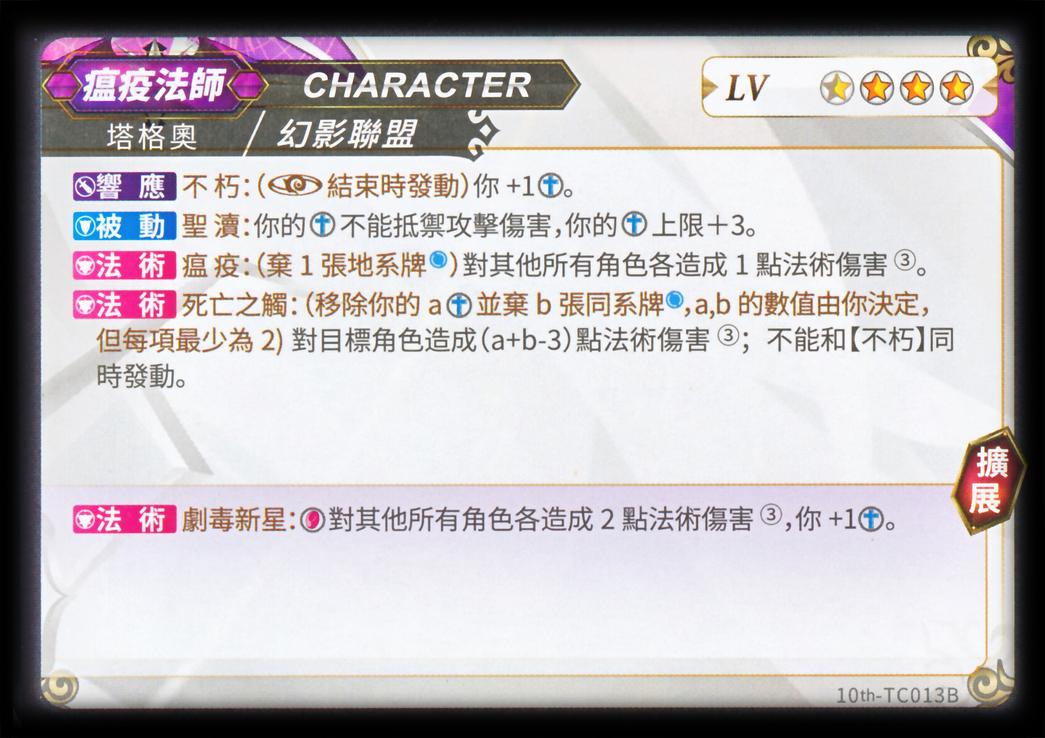 瘟疫法師 CHARACTER LV
塔格奧 / 幻影聯盟
響應 不朽:(結束時發動)你 +1。
被動 聖瀆:你的不能抵禦攻擊傷害,你的上限+3。
法術 瘟疫:(棄 1 張地系牌)對其他所有角色各造成 1 點法術傷害 ③。
法術 死亡之觸:(移除你的 a 並棄 b 張同系牌,a,b 的數值由你決定,
但每項最少為 2) 對目標角色造成(a+b-3)點法術傷害 ③; 不能和【不朽】同
時發動。
擴
展
法術 劇毒新星:對其他所有角色各造成 2 點法術傷害 ③,你 +1。
10th-TC013B